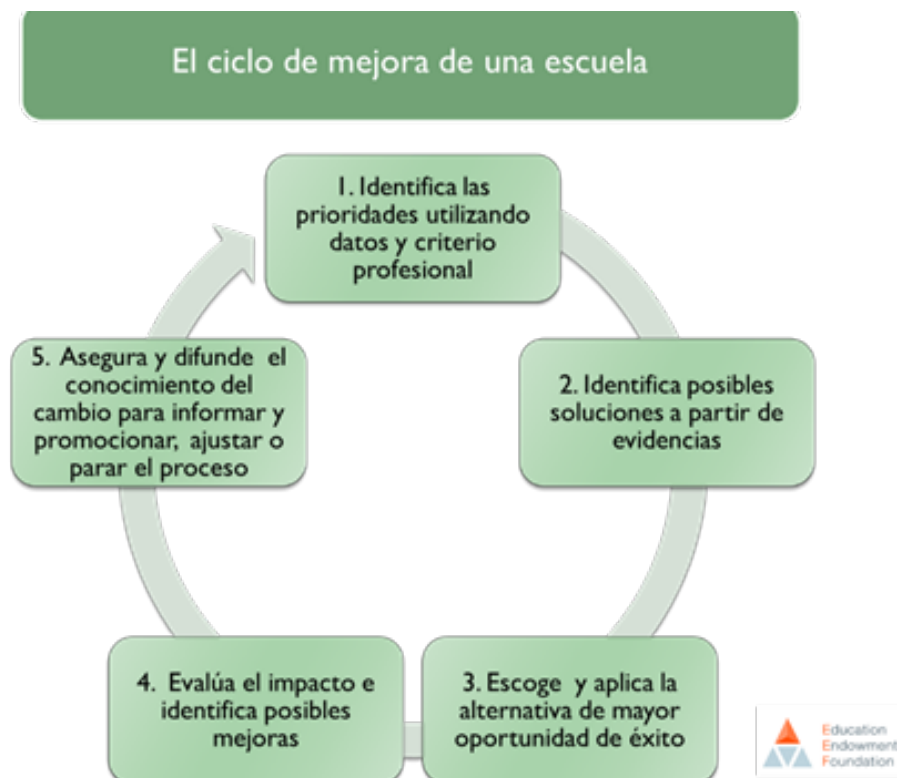 El ciclo de mejora de una escuela
1. Identifica las
prioridades utilizando
datos y criterio
profesional
2. Identifica posibles
soluciones a partir de
evidencias
3. Escoge y aplica la
alternativa de mayor
oportunidad de éxito
4. Evalúa el impacto e
identifica posibles
mejoras
5. Asegura y difunde el
conocimiento del
cambio para informar y
promocionar, ajustar o
parar el proceso
Education
Endowment
Foundation